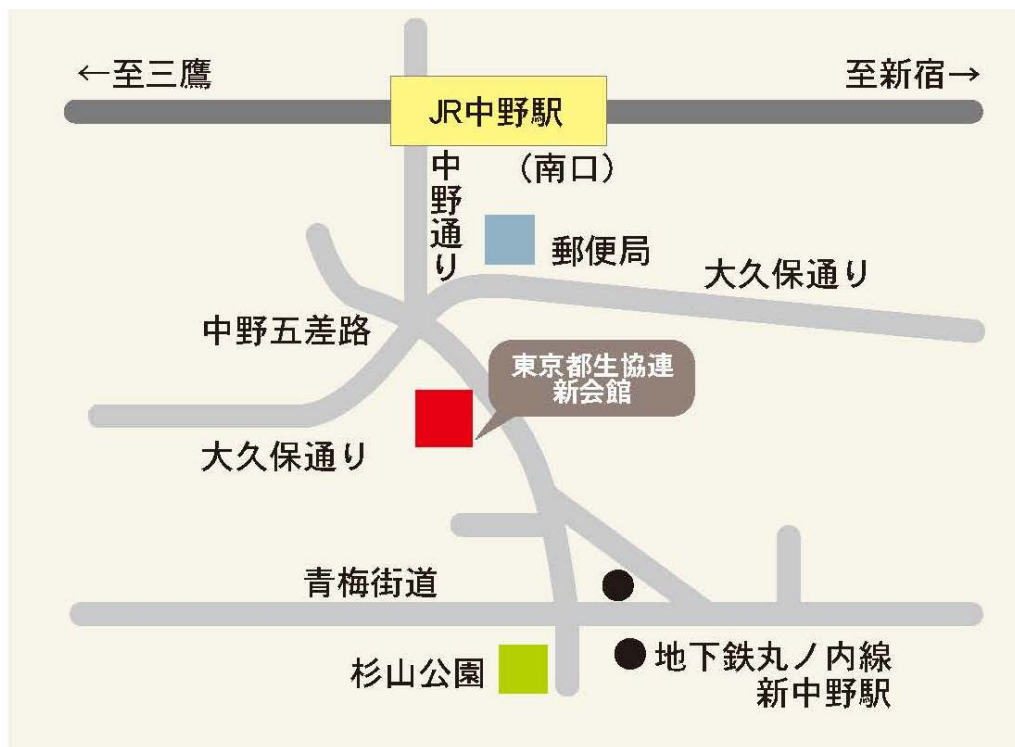 ←至三鷹
至新宿→
JR中野駅
（南口）
中野通り
郵便局
大久保通り
中野五差路
東京都生協連
新会館
大久保通り
青梅街道
杉山公園
地下鉄丸ノ内線
新中野駅